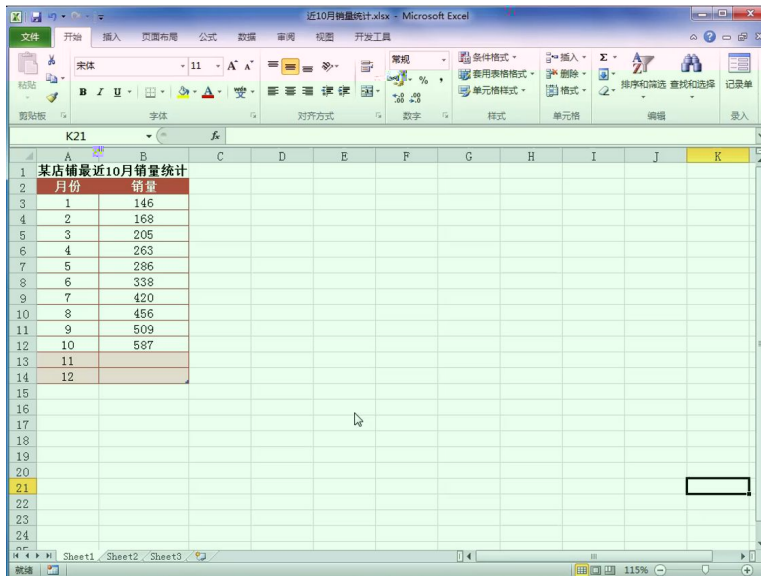 近10月销量统计.xlsx - Microsoft Excel
文件 开始 插入 页面布局 公式 数据 审阅 视图 开发工具
宋体 11 常规 条件格式 插入 Σ
粘贴 套用表格格式 删除 排序和筛选 查找和选择 记录单
B I U A 单元格样式 格式
剪贴板 字体 对齐方式 数字 样式 单元格 编辑 录入
K21 fx
A B C D E F G H I J K
1 某店铺最近10月销量统计
2 月份 销量
3 1 146
4 2 168
5 3 205
6 4 263
7 5 286
8 6 338
9 7 420
10 8 456
11 9 509
12 10 587
13 11
14 12
15
16
17
18
19
20
21
22
23
24
Sheet1 Sheet2 Sheet3
就绪 115%